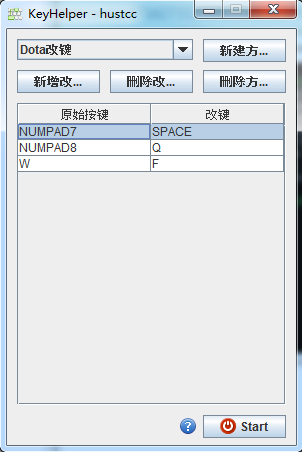 KeyHelper - hustcc
Dota改键
新建方...
新增改...
删除改...
删除方...
原始按键 改键
NUMPAD7 SPACE
NUMPAD8 Q
W F
?
Start